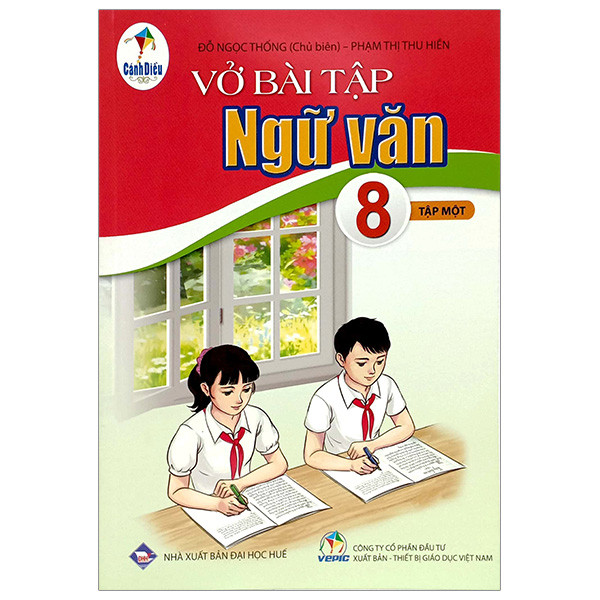 ĐỖ NGỌC THỐNG (Chủ biên) – PHẠM THỊ THU HIỀN
Cánh Diều
VỞ BÀI TẬP
Ngữ văn
8
TẬP MỘT
NHÀ XUẤT BẢN ĐẠI HỌC HUẾ
VEPIC
CÔNG TY CỔ PHẦN ĐẦU TƯ
XUẤT BẢN - THIẾT BỊ GIÁO DỤC VIỆT NAM